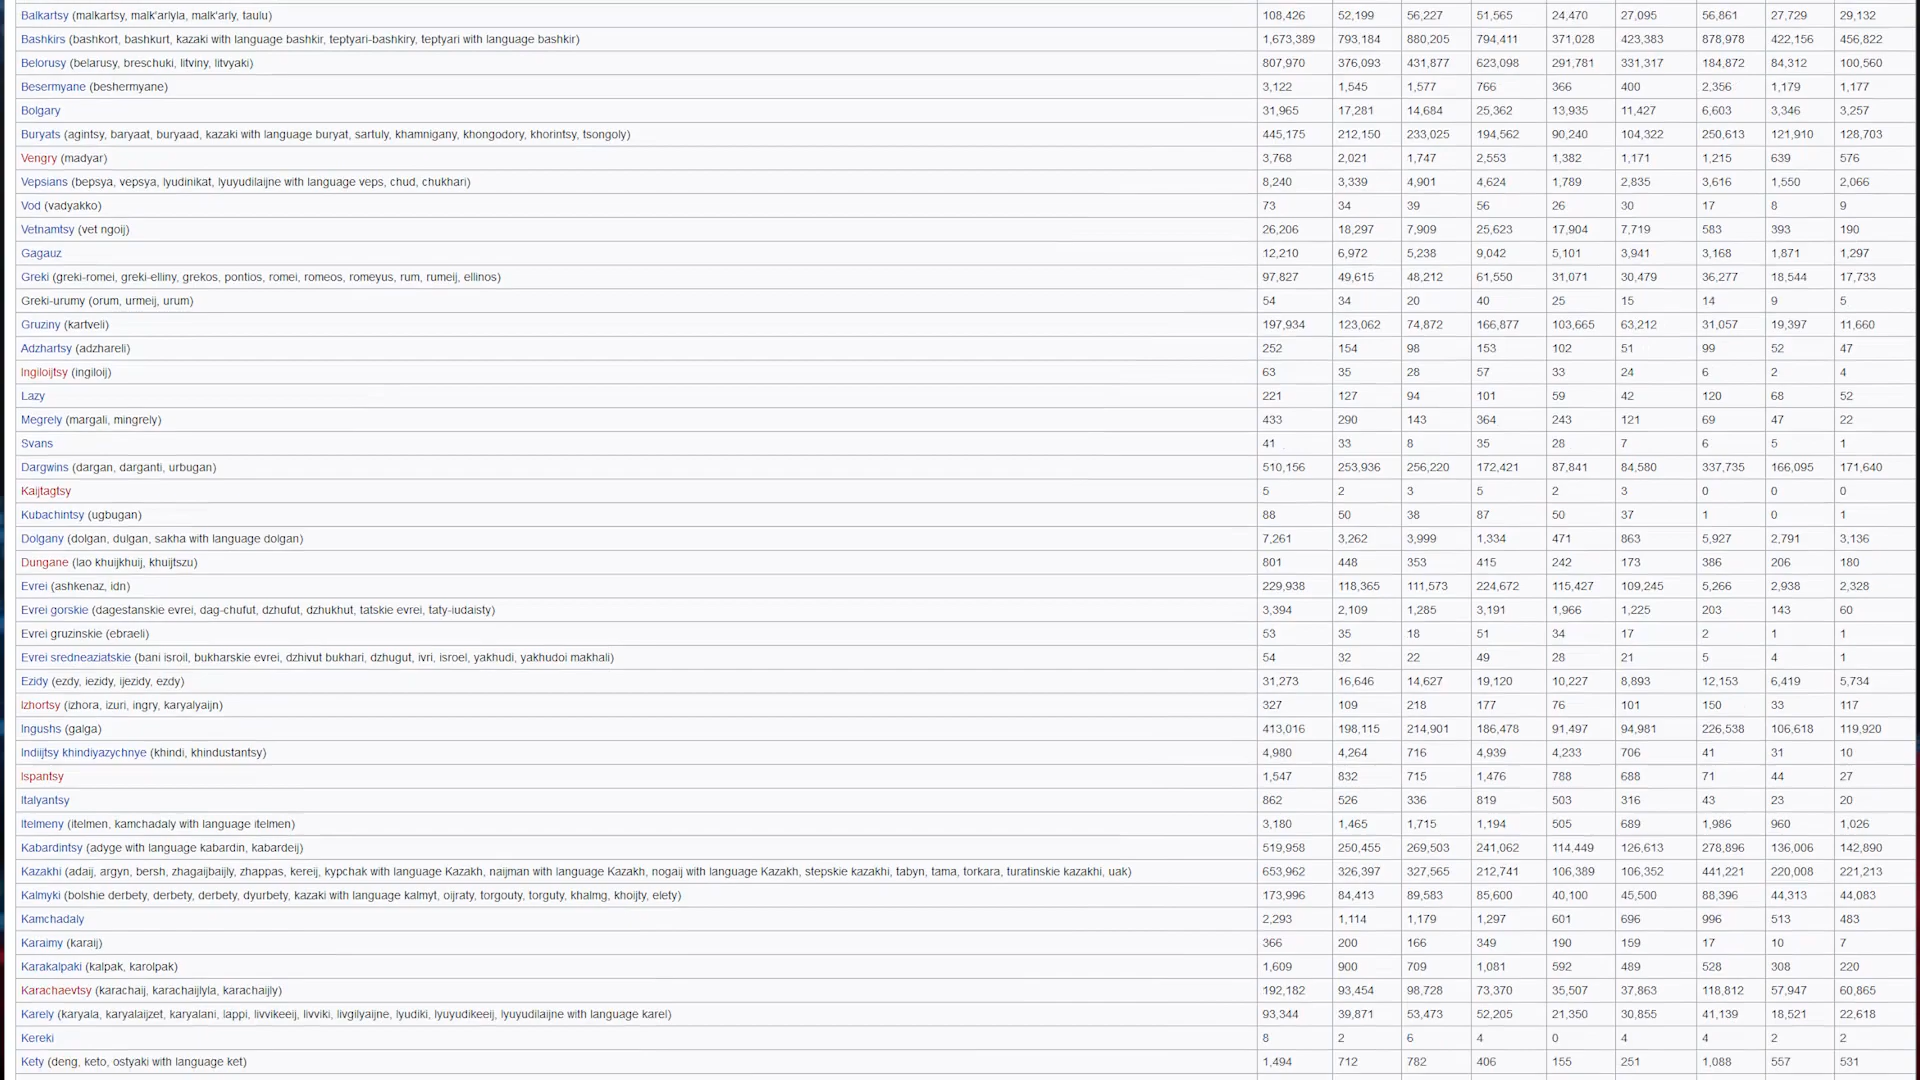 Balkartsy (malkartsy, malk'arlyla, malk'arly, taulu) 108,426 52,199 56,227 51,565 24,470 27,095 56,861 27,729 29,132
Bashkirs (bashkort, bashkurt, kazaki with language bashkir, teptyari-bashkiry, teptyari with language bashkir) 1,673,389 793,184 880,205 794,411 371,028 423,383 878,978 422,156 456,822
Belorusy (belarusy, breschuki, litviny, litvyaki) 807,970 376,093 431,877 623,098 291,781 331,317 184,872 84,312 100,560
Besermyane (beshermyane) 3,122 1,545 1,577 766 366 400 2,356 1,179 1,177
Bolgary 31,965 17,281 14,684 25,362 13,935 11,427 6,603 3,346 3,257
Buryats (agintsy, baryaat, buryaad, kazaki with language buryat, sartuly, khamnigany, khongodory, khorintsy, tsongoly) 445,175 212,150 233,025 194,562 90,240 104,322 250,613 121,910 128,703
Vengry (madyar) 3,768 2,021 1,747 2,553 1,382 1,171 1,215 639 576
Vepsians (bepsya, vepsya, lyudinikat, lyuyudilaijne with language veps, chud, chukhari) 8,240 3,339 4,901 4,624 1,789 2,835 3,616 1,550 2,066
Vod (vadyakko) 73 34 39 56 26 30 17 8 9
Vetnamtsy (vet ngoij) 26,206 18,297 7,909 25,623 17,904 7,719 583 393 190
Gagauz 12,210 6,972 5,238 9,042 5,101 3,941 3,168 1,871 1,297
Greki (greki-romei, greki-elliny, grekos, pontios, romei, romeos, romeyus, rum, rumeij, ellinos) 97,827 49,615 48,212 61,550 31,071 30,479 36,277 18,544 17,733
Greki-urumy (orum, urmeij, urum) 54 34 20 40 25 15 14 9 5
Gruziny (kartveli) 197,934 123,062 74,872 166,877 103,665 63,212 31,057 19,397 11,660
Adzhartsy (adzhareli) 252 154 98 153 102 51 99 52 47
Ingiloijtsy (ingiloij) 63 35 28 57 33 24 6 2 4
Lazy 221 127 94 101 59 42 120 68 52
Megrely (margali, mingrely) 433 290 143 364 243 121 69 47 22
Svans 41 33 8 35 28 7 6 5 1
Dargwins (dargan, darganti, urbugan) 510,156 253,936 256,220 172,421 87,841 84,580 337,735 166,095 171,640
Kaijtagtsy 5 2 3 5 2 3 0 0 0
Kubachintsy (ugbugan) 88 50 38 87 50 37 1 0 1
Dolgany (dolgan, dulgan, sakha with language dolgan) 7,261 3,262 3,999 1,334 471 863 5,927 2,791 3,136
Dungane (lao khuijkhuij, khuijtszu) 801 448 353 415 242 173 386 206 180
Evrei (ashkenaz, idn) 229,938 118,365 111,573 224,672 115,427 109,245 5,266 2,938 2,328
Evrei gorskie (dagestanskie evrei, dag-chufut, dzhufut, dzhukhut, tatskie evrei, taty-iudaisty) 3,394 2,109 1,285 3,191 1,966 1,225 203 143 60
Evrei gruzinskie (ebraeli) 53 35 18 51 34 17 2 1 1
Evrei sredneaziatskie (bani isroil, bukharskie evrei, dzhivut bukhari, dzhugut, ivri, isroel, yakhudi, yakhudoi makhali) 54 32 22 49 28 21 5 4 1
Ezidy (ezdy, iezidy, ijezidy, ezdy) 31,273 16,646 14,627 19,120 10,227 8,893 12,153 6,419 5,734
Izhortsy (izhora, izuri, ingry, karyalyaijn) 327 109 218 177 76 101 150 33 117
Ingushs (galga) 413,016 198,115 214,901 186,478 91,497 94,981 226,538 106,618 119,920
Indiijtsy khindiyazychnye (khindi, khindustantsy) 4,980 4,264 716 4,939 4,233 706 41 31 10
Ispantsy 1,547 832 715 1,476 788 688 71 44 27
Italyantsy 862 526 336 819 503 316 43 23 20
Itelmeny (itelmen, kamchadaly with language itelmen) 3,180 1,465 1,715 1,194 505 689 1,986 960 1,026
Kabardintsy (adyge with language kabardin, kabardeij) 519,958 250,455 269,503 241,062 114,449 126,613 278,896 136,006 142,890
Kazakhi (adaij, argyn, bersh, zhagaijbaijly, zhappas, kereij, kypchak with language Kazakh, naijman with language Kazakh, nogaij with language Kazakh, stepskie kazakhi, tabyn, tama, torkara, turatinskie kazakhi, uak) 653,962 326,397 327,565 212,741 106,389 106,352 441,221 220,008 221,213
Kalmyki (bolshie derbety, derbety, derbety, dyurbety, kazaki with language kalmyt, oijraty, torgouty, torguty, khalmg, khoijty, elety) 173,996 84,413 89,583 85,600 40,100 45,500 88,396 44,313 44,083
Kamchadaly 2,293 1,114 1,179 1,297 601 696 996 513 483
Karaimy (karaij) 366 200 166 349 190 159 17 10 7
Karakalpaki (kalpak, karolpak) 1,609 900 709 1,081 592 489 528 308 220
Karachaevtsy (karachaij, karachaijlyla, karachaijly) 192,182 93,454 98,728 73,370 35,507 37,863 118,812 57,947 60,865
Karely (karyala, karyalaijzet, karyalani, lappi, livvikeeij, livviki, livgilyaijne, lyudiki, lyuyudikeeij, lyuyudilaijne with language karel) 93,344 39,871 53,473 52,205 21,350 30,855 41,139 18,521 22,618
Kereki 8 2 6 4 0 4 4 2 2
Kety (deng, keto, ostyaki with language ket) 1,494 712 782 406 155 251 1,088 557 531